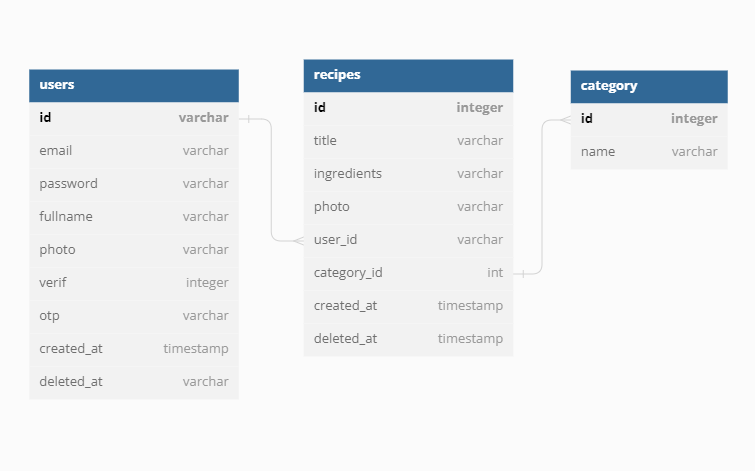 users
id varchar
email varchar
password varchar
fullname varchar
photo varchar
verif integer
otp varchar
created_at timestamp
deleted_at varchar
recipes
id integer
title varchar
ingredients varchar
photo varchar
user_id varchar
category_id int
created_at timestamp
deleted_at timestamp
category
id integer
name varchar